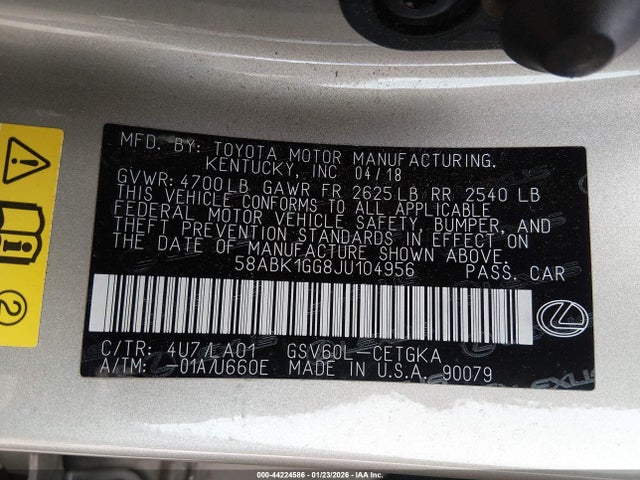 MFD. BY: TOYOTA MOTOR MANUFACTURING.
KENTUCKY, INC 04/18
GVWR: 4700LB GAWR FR 2625LB RR 2540 LB
THIS VEHICLE CONFORMS TO ALL APPLICABLE
FEDERAL MOTOR VEHICLE SAFETY, BUMPER, AND
THEFT PREVENTION STANDARDS IN EFFECT ON
THE DATE OF MANUFACTURE SHOWN ABOVE.
58ABK1GG8JU104956 PASS. CAR
C/TR: 4U7/LA01 GSV60L-CETGKA
A/TM: -01A/U660E MADE IN U.S.A. 90079
2
000-44224586 - 01/23/2026 - Copyright © IAA, Inc.